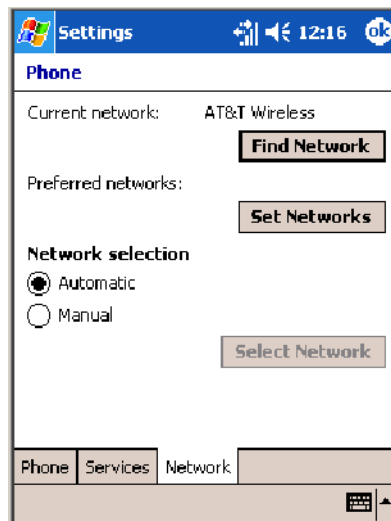 Settings 12:16 ok
Phone
Current network: AT&T Wireless
Find Network
Preferred networks:
Set Networks
Network selection
Automatic
Manual
Select Network
Phone Services Network